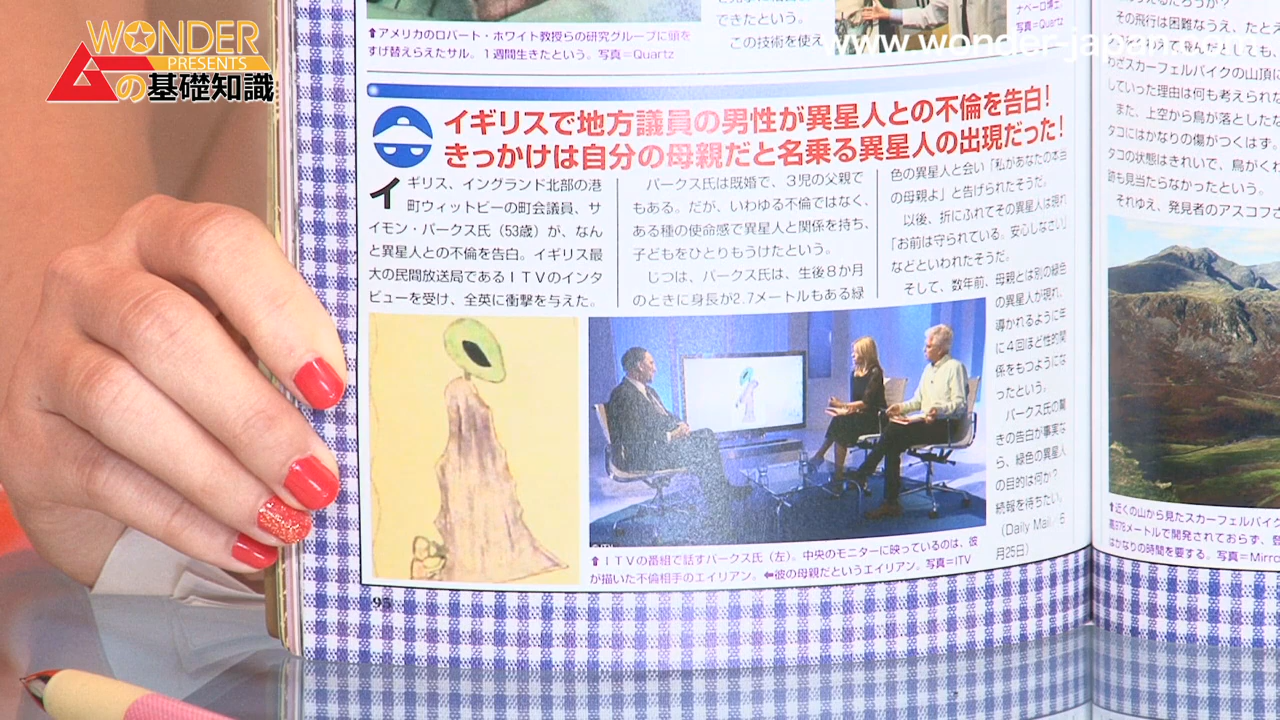 WONDER
PRESENTS
ムーの基礎知識
www.wonder-japan.com
⬆アメリカのロバート・ホワイト教授らの研究グループに頭を
すげ替えらえたサル。1週間生きたという。写真=Quartz
できたという。
この技術を使え
ナベーロ博士
写真=Quartz
イギリスで地方議員の男性が異星人との不倫を告白！
きっかけは自分の母親だと名乗る異星人の出現だった！
イギリス、イングランド北部の港
町ウィットビーの町会議員、サ
イモン・パークス氏（53歳）が、なん
と異星人との不倫を告白。イギリス最
大の民間放送局であるITVのインタ
ビューを受け、全英に衝撃を与えた。
パークス氏は既婚で、3児の父親で
もある。だが、いわゆる不倫ではなく、
ある種の使命感で異星人と関係を持ち、
子どもをひとりもうけたという。
じつは、パークス氏は、生後8か月
のときに身長が2.7メートルもある緑
色の異星人と会い「私があなたの本当
の母親よ」と告げられたそうだ。
以後、折にふれてその異星人は現れ
「お前は守られている。安心しなさい」
などといわれたそうだ。
そして、数年前、母親とは別の緑色
の異星人が現れ、
導かれるように年
に4回ほど性的関
係をもつようにな
ったという。
パークス氏の驚
きの告白が事実な
ら、緑色の異星人
の目的は何か?
続報を待ちたい。
(Daily Mail／6
月25日)
⬆ITVの番組で話すパークス氏（左）。中央のモニターに映っているのは、彼
が描いた不倫相手のエイリアン。⬅彼の母親だというエイリアン。写真=ITV
95
その飛行は困難なうえ、たとえ
わざスカーフェルパイクの山頂に
していった理由は何も考えられな
また、上空から鳥が落としたな
タコにはかなりの傷がつくはず。
タコの状態はきれいで、鳥がくわ
跡も見当たらなかったという。
それゆえ、発見者のアスコフさ
⬆近くの山から見たスカーフェルパイク
高978メートルで開発されておらず、登
はかなりの時間を要する。写真=Mirro